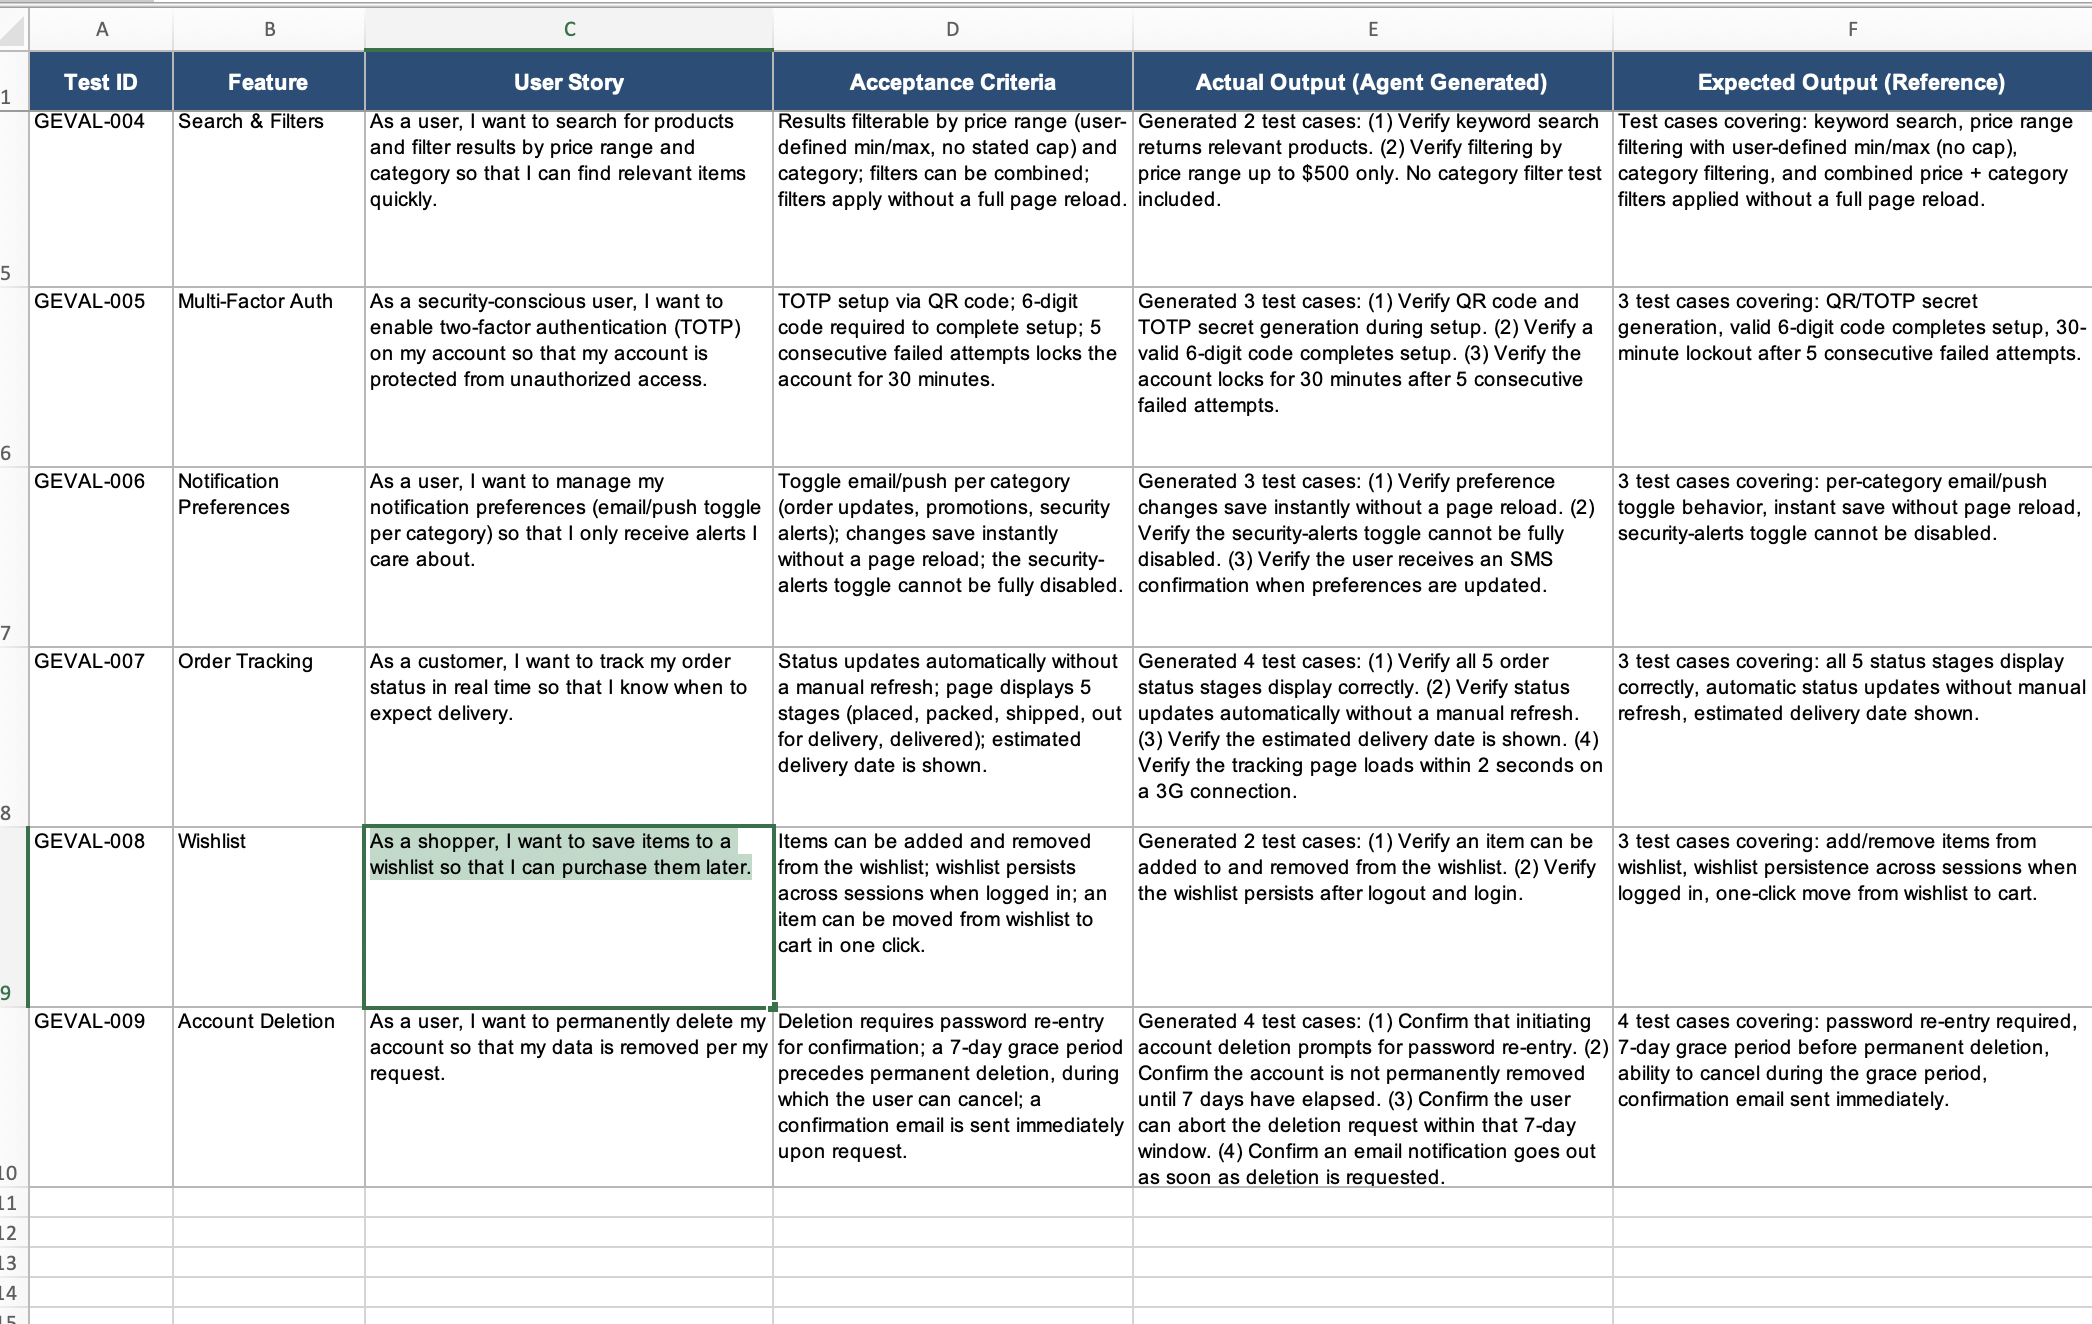 A B C D E F
1 Test ID Feature User Story Acceptance Criteria Actual Output (Agent Generated) Expected Output (Reference)
GEVAL-004
Search & Filters
As a user, I want to search for products
and filter results by price range and
category so that I can find relevant items
quickly.
Results filterable by price range (user-
defined min/max, no stated cap) and
category; filters can be combined;
filters apply without a full page reload.
Generated 2 test cases: (1) Verify keyword search
returns relevant products. (2) Verify filtering by
price range up to $500 only. No category filter test
included.
Test cases covering: keyword search, price range
filtering with user-defined min/max (no cap),
category filtering, and combined price + category
filters applied without a full page reload.
5
GEVAL-005
Multi-Factor Auth
As a security-conscious user, I want to
enable two-factor authentication (TOTP)
on my account so that my account is
protected from unauthorized access.
TOTP setup via QR code; 6-digit
code required to complete setup; 5
consecutive failed attempts locks the
account for 30 minutes.
Generated 3 test cases: (1) Verify QR code and
TOTP secret generation during setup. (2) Verify a
valid 6-digit code completes setup. (3) Verify the
account locks for 30 minutes after 5 consecutive
failed attempts.
3 test cases covering: QR/TOTP secret
generation, valid 6-digit code completes setup, 30-
minute lockout after 5 consecutive failed attempts.
6
GEVAL-006
Notification
Preferences
As a user, I want to manage my
notification preferences (email/push toggle
per category) so that I only receive alerts I
care about.
Toggle email/push per category
(order updates, promotions, security
alerts); changes save instantly
without a page reload; the security-
alerts toggle cannot be fully disabled.
Generated 3 test cases: (1) Verify preference
changes save instantly without a page reload. (2)
Verify the security-alerts toggle cannot be fully
disabled. (3) Verify the user receives an SMS
confirmation when preferences are updated.
3 test cases covering: per-category email/push
toggle behavior, instant save without page reload,
security-alerts toggle cannot be disabled.
7
GEVAL-007
Order Tracking
As a customer, I want to track my order
status in real time so that I know when to
expect delivery.
Status updates automatically without
a manual refresh; page displays 5
stages (placed, packed, shipped, out
for delivery, delivered); estimated
delivery date is shown.
Generated 4 test cases: (1) Verify all 5 order
status stages display correctly. (2) Verify status
updates automatically without a manual refresh.
(3) Verify the estimated delivery date is shown. (4)
Verify the tracking page loads within 2 seconds on
a 3G connection.
3 test cases covering: all 5 status stages display
correctly, automatic status updates without manual
refresh, estimated delivery date shown.
8
GEVAL-008
Wishlist
As a shopper, I want to save items to a
wishlist so that I can purchase them later.
Items can be added and removed
from the wishlist; wishlist persists
across sessions when logged in; an
item can be moved from wishlist to
cart in one click.
Generated 2 test cases: (1) Verify an item can be
added to and removed from the wishlist. (2) Verify
the wishlist persists after logout and login.
3 test cases covering: add/remove items from
wishlist, wishlist persistence across sessions when
logged in, one-click move from wishlist to cart.
9
GEVAL-009
Account Deletion
As a user, I want to permanently delete my
account so that my data is removed per my
request.
Deletion requires password re-entry
for confirmation; a 7-day grace period
precedes permanent deletion, during
which the user can cancel; a
confirmation email is sent immediately
upon request.
Generated 4 test cases: (1) Confirm that initiating
account deletion prompts for password re-entry. (2)
Confirm the account is not permanently removed
until 7 days have elapsed. (3) Confirm the user
can abort the deletion request within that 7-day
window. (4) Confirm an email notification goes out
as soon as deletion is requested.
4 test cases covering: password re-entry required,
7-day grace period before permanent deletion,
ability to cancel during the grace period,
confirmation email sent immediately.
10
11
12
13
14
15